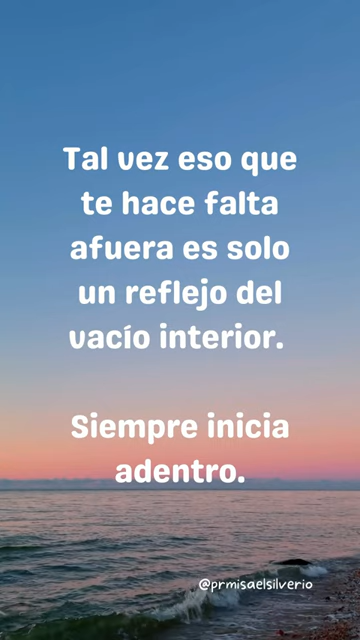 Tal vez eso que
te hace falta
afuera es solo
un reflejo del
vacío interior.
Siempre inicia
adentro.
@prmisaelsilverio